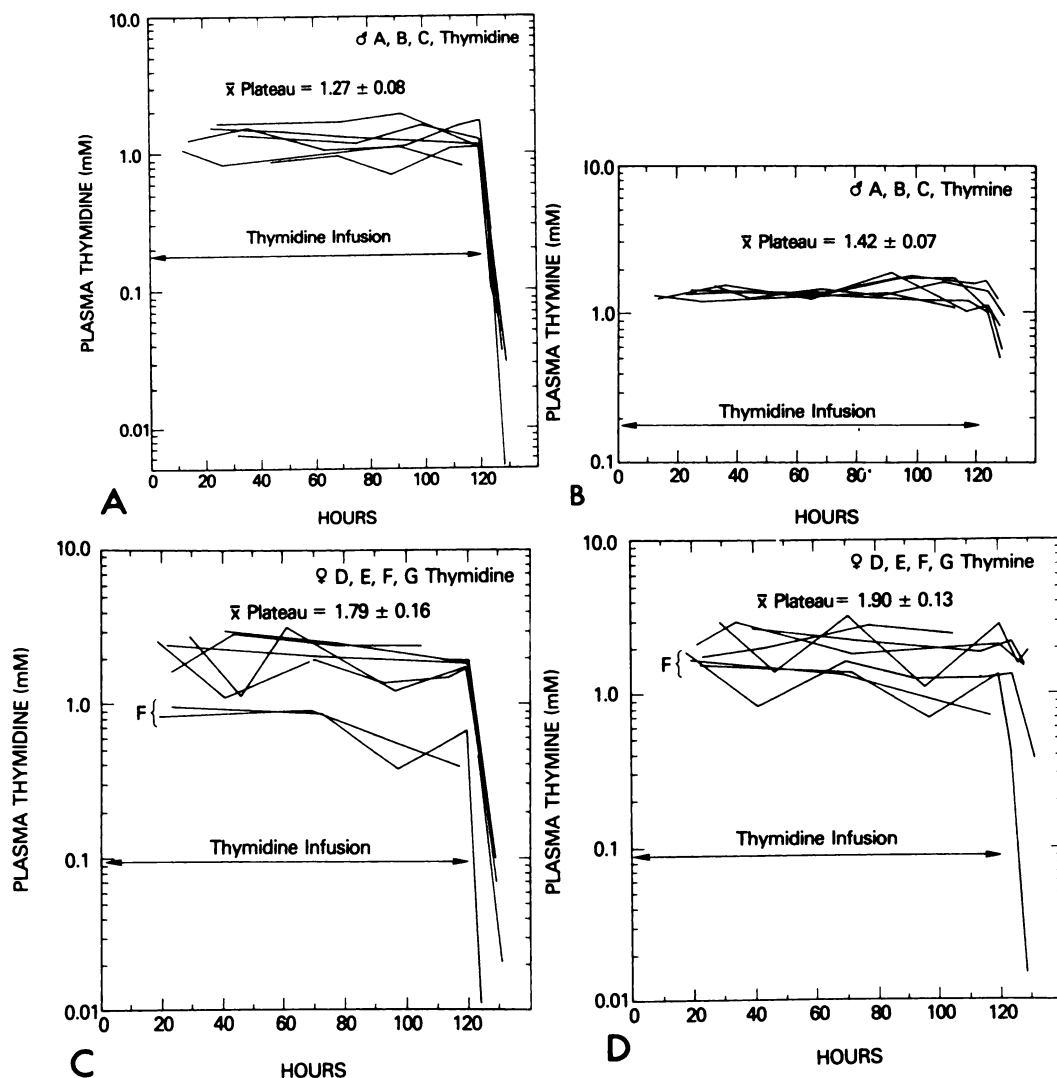 ♂ A, B, C, Thymidine
x̄ Plateau = 1.27 ± 0.08
Thymidine Infusion
PLASMA THYMIDINE (mM)
10.0
1.0
0.1
0.01
0 20 40 60 80 100 120
HOURS
A
♂ A, B, C, Thymine
x̄ Plateau = 1.42 ± 0.07
Thymidine Infusion
PLASMA THYMINE (mM)
10.0
1.0
0.1
0 20 40 60 80 100 120
HOURS
B
♀ D, E, F, G Thymidine
x̄ Plateau = 1.79 ± 0.16
F {
Thymidine Infusion
PLASMA THYMIDINE (mM)
10.0
1.0
0.1
0.01
0 20 40 60 80 100 120
HOURS
C
♀ D, E, F, G Thymine
x̄ Plateau = 1.90 ± 0.13
F {
Thymidine Infusion
PLASMA THYMINE (mM)
10.0
1.0
0.1
0.01
0 20 40 60 80 100 120
HOURS
D